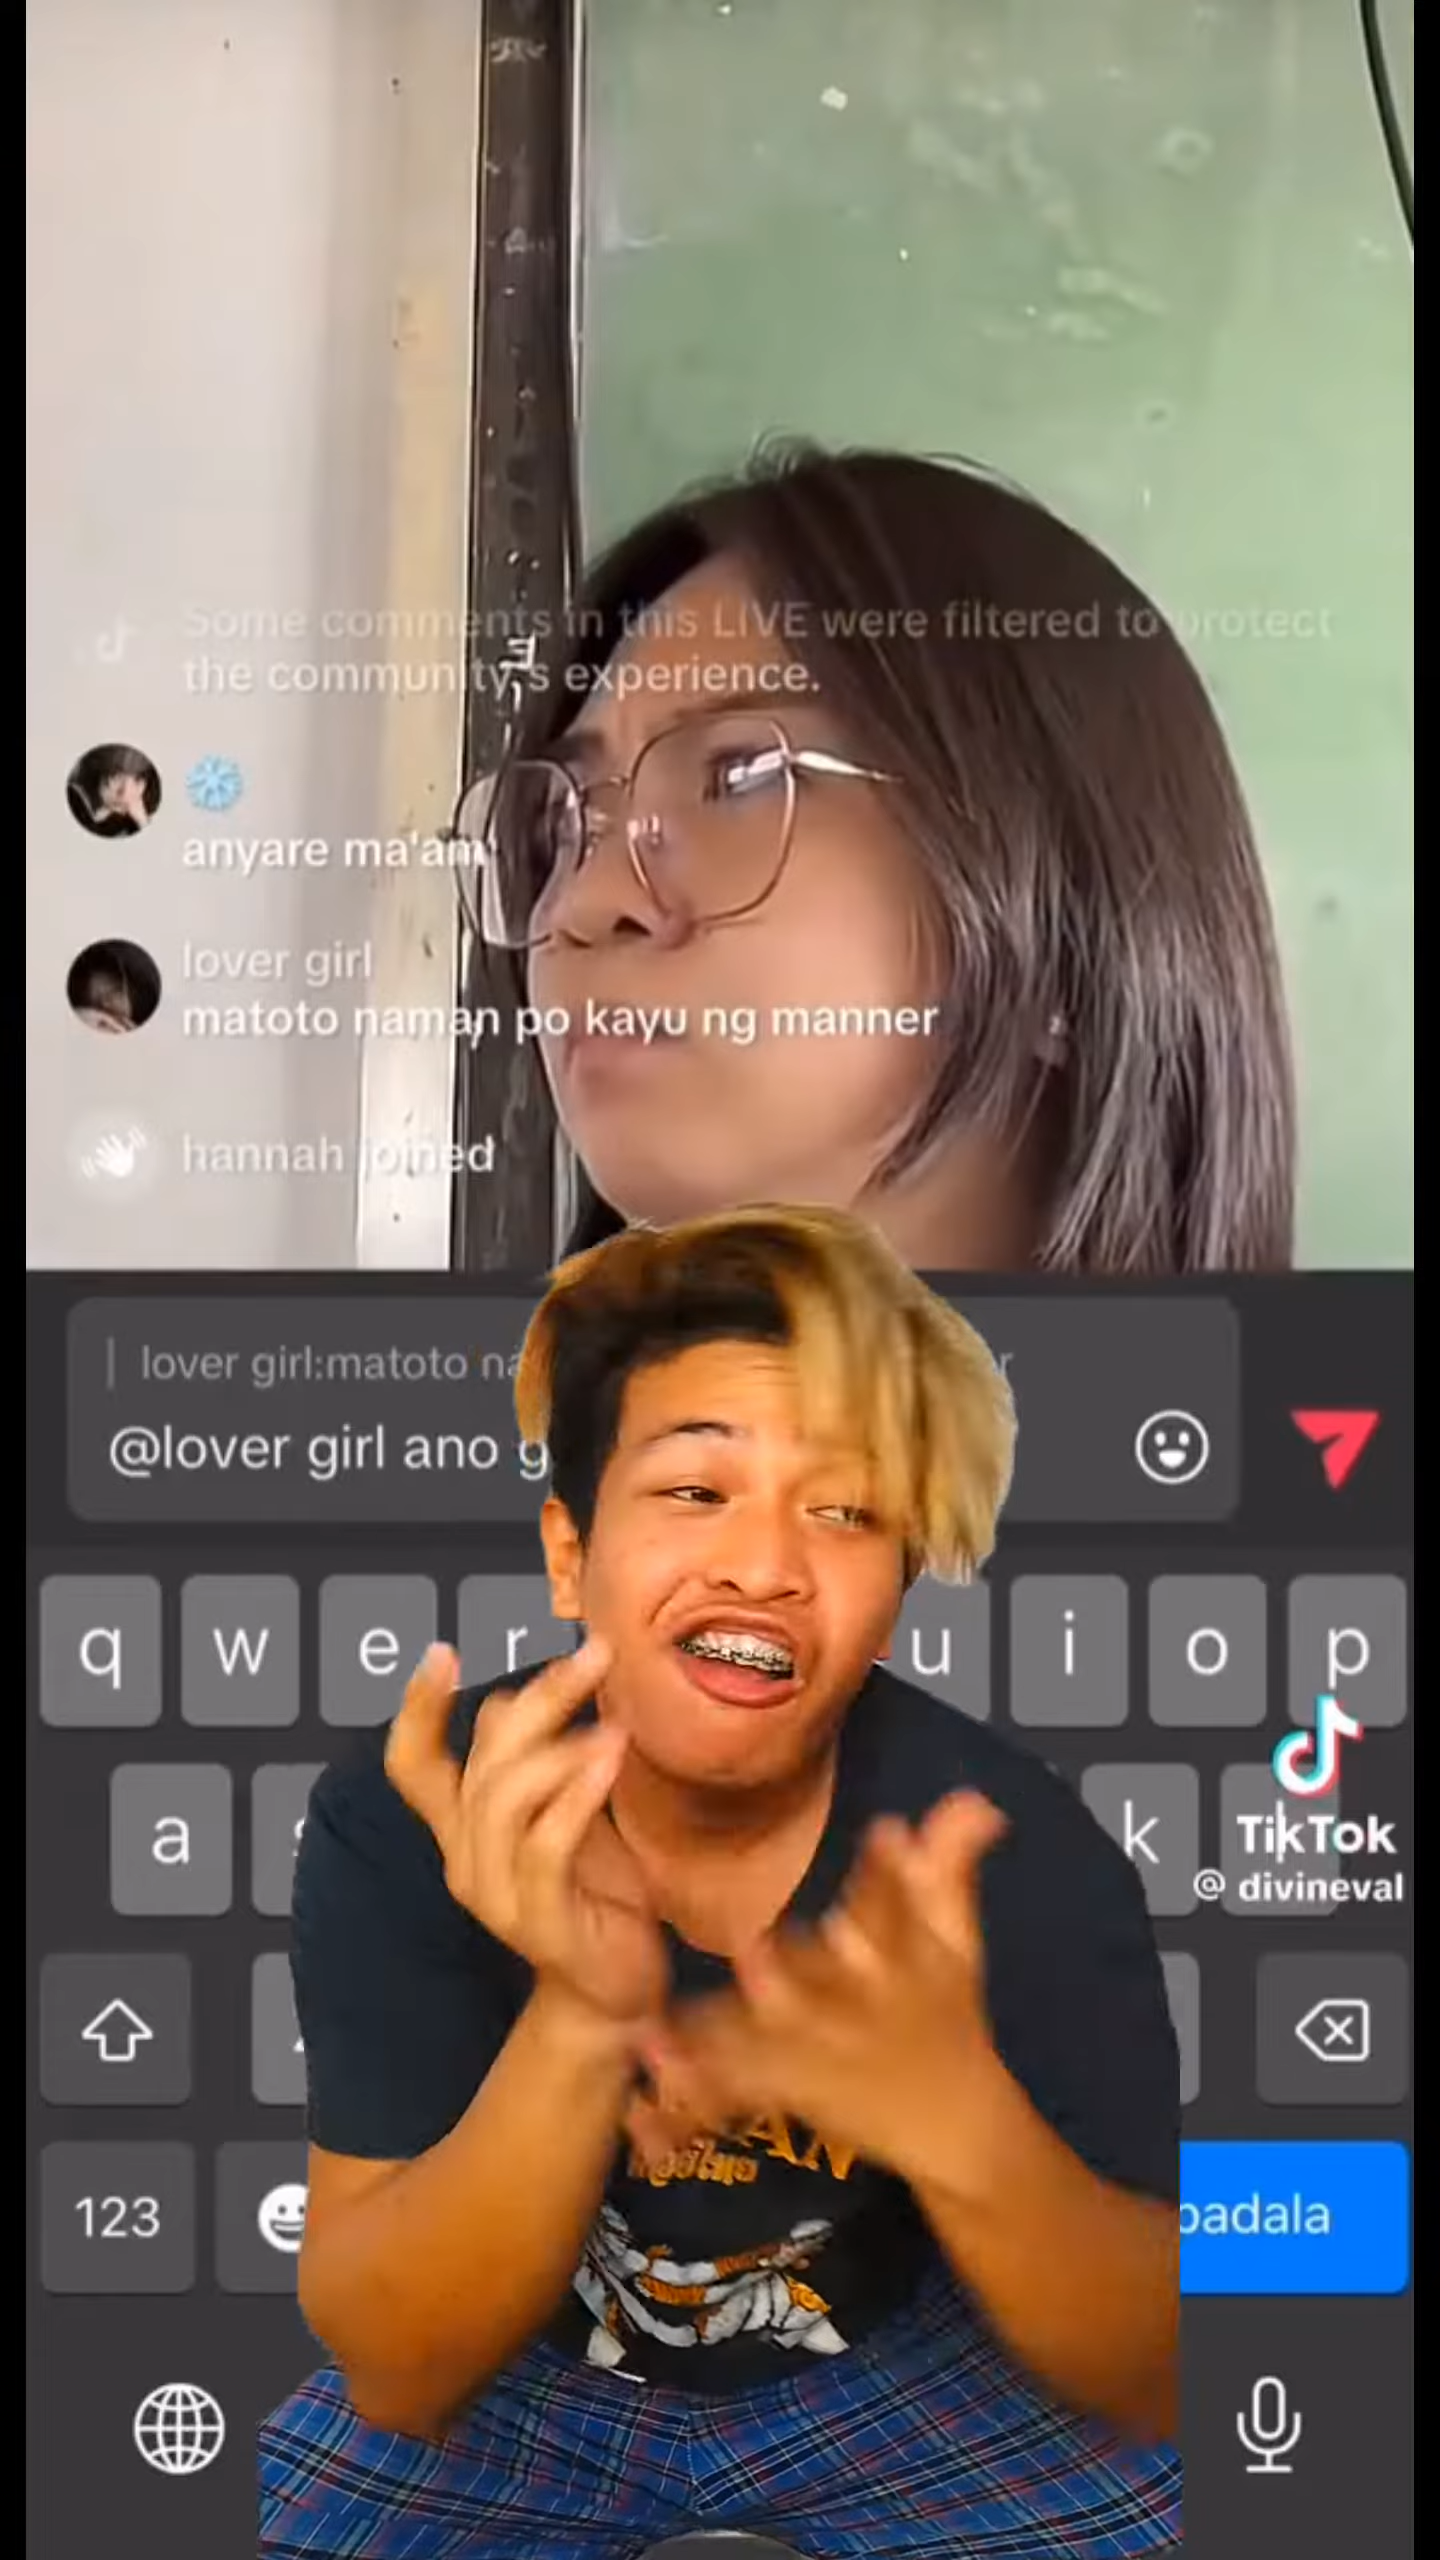 Some comments in this LIVE were filtered to protect
the community's experience.
anyare ma'am
lover girl
matoto naman po kayu ng manner
hannah joined
lover girl:matoto na
@lover girl ano g
q w e r u i o p
a k
TikTok
@ divineval
123
padala